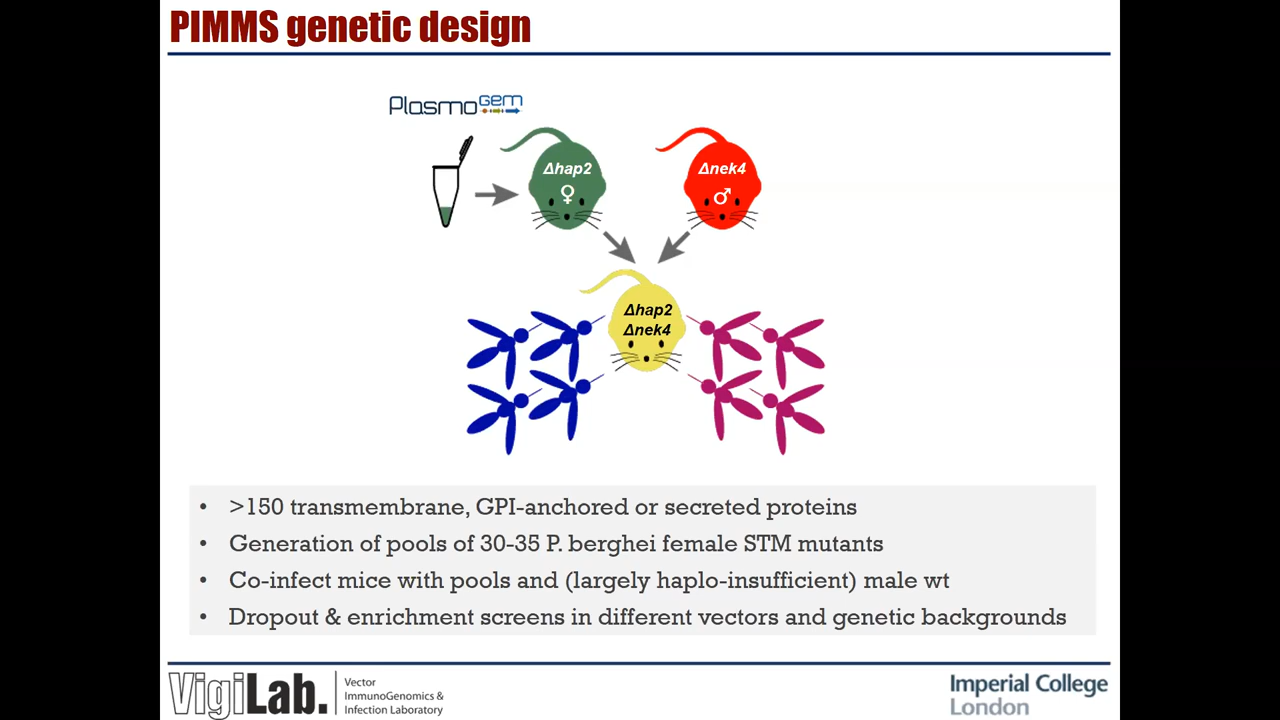 PIMMS genetic design
PlasmoGem
Δhap2
♀
Δnek4
♂
Δhap2
Δnek4
• >150 transmembrane, GPI-anchored or secreted proteins
• Generation of pools of 30-35 P. berghei female STM mutants
• Co-infect mice with pools and (largely haplo-insufficient) male wt
• Dropout & enrichment screens in different vectors and genetic backgrounds
VigiLab.
Vector
ImmunoGenomics &
Infection Laboratory
Imperial College
London